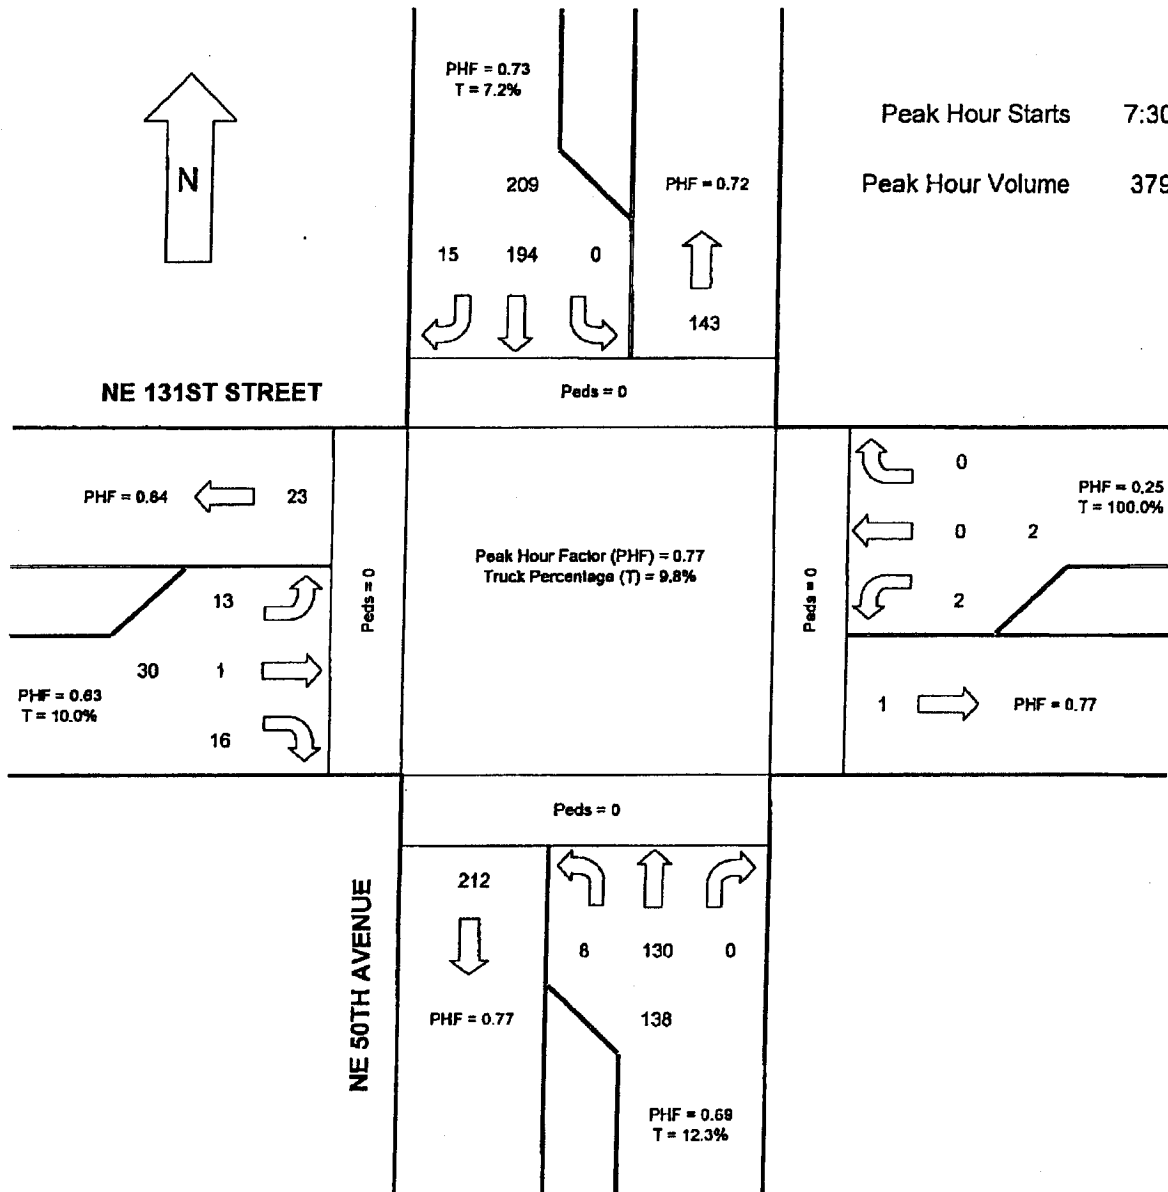 PHF = 0.73
T = 7.2%
Peak Hour Starts 7:30
N
209
PHF = 0.72
Peak Hour Volume 379
15 194 0
143
NE 131ST STREET
Peds = 0
PHF = 0.64
23
0
PHF = 0.25
T = 100.0%
0 2
Peak Hour Factor (PHF) = 0.77
Truck Percentage (T) = 9.8%
Peds = 0
Peds = 0
13
2
30 1
PHF = 0.63
T = 10.0%
16
1
PHF = 0.77
Peds = 0
212
NE 50TH AVENUE
8 130 0
PHF = 0.77
138
PHF = 0.69
T = 12.3%